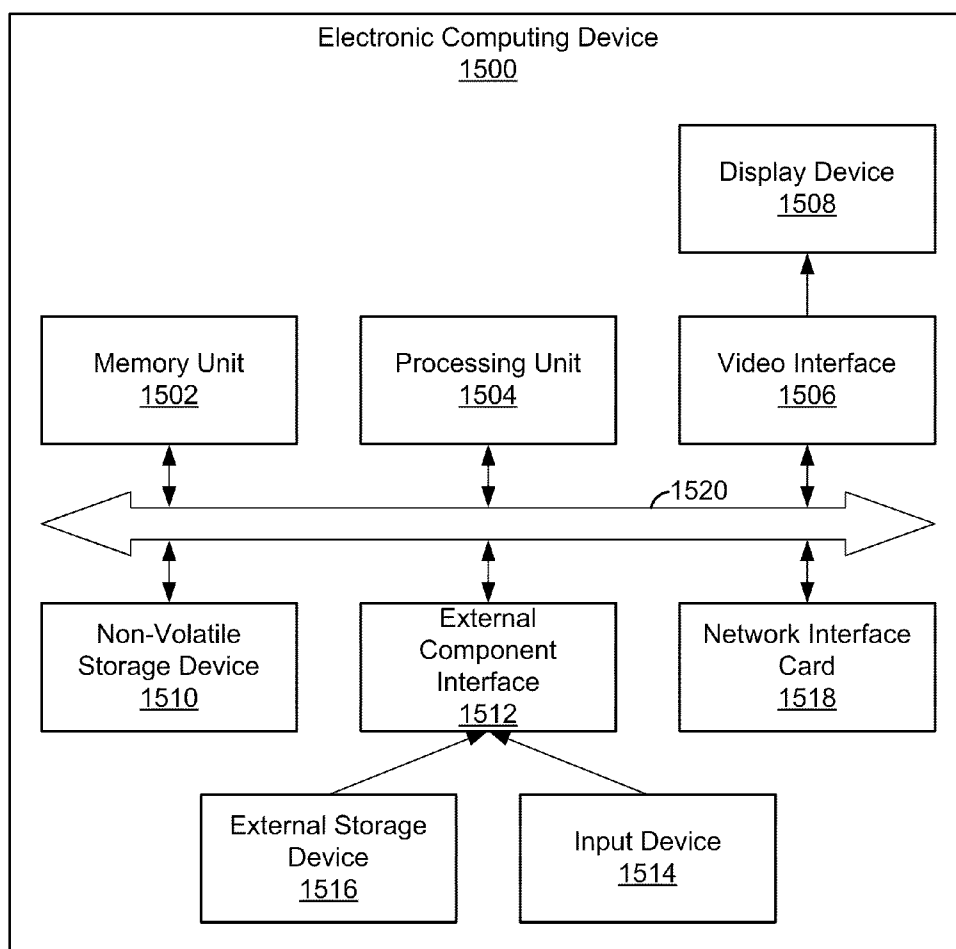 Electronic Computing Device
1500
Display Device
1508
Memory Unit
1502
Processing Unit
1504
Video Interface
1506
1520
Non-Volatile
Storage Device
1510
External
Component
Interface
1512
Network Interface
Card
1518
External Storage
Device
1516
Input Device
1514